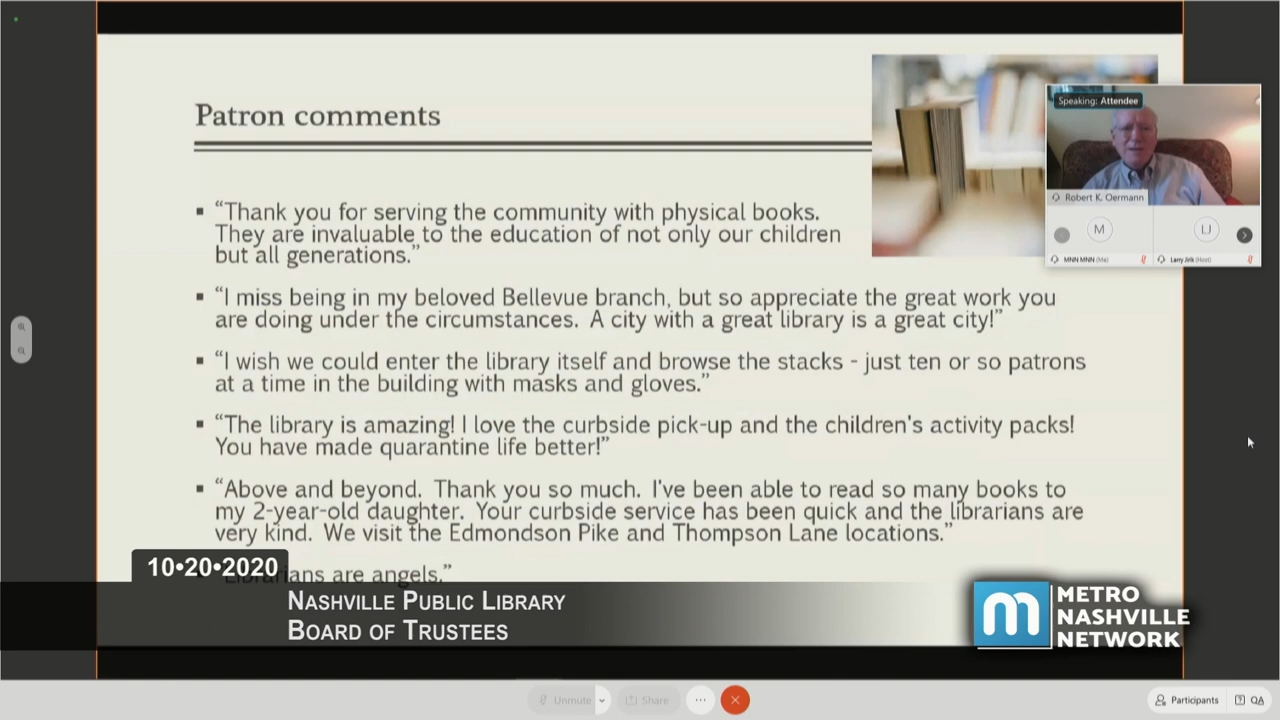 Patron comments
Speaking: Attendee
Robert K. Oermann
M
LJ
MNN MNN (Me)
Larry Jirik (Host)
▪ “Thank you for serving the community with physical books.
They are invaluable to the education of not only our children
but all generations.”
▪ “I miss being in my beloved Bellevue branch, but so appreciate the great work you
are doing under the circumstances. A city with a great library is a great city!”
▪ “I wish we could enter the library itself and browse the stacks - just ten or so patrons
at a time in the building with masks and gloves.”
▪ “The library is amazing! I love the curbside pick-up and the children's activity packs!
You have made quarantine life better!”
▪ “Above and beyond. Thank you so much. I've been able to read so many books to
my 2-year-old daughter. Your curbside service has been quick and the librarians are
very kind. We visit the Edmondson Pike and Thompson Lane locations.”
“Librarians are angels.”
10•20•2020
NASHVILLE PUBLIC LIBRARY
BOARD OF TRUSTEES
m
METRO
NASHVILLE
NETWORK
Unmute
Share
Participants
QA